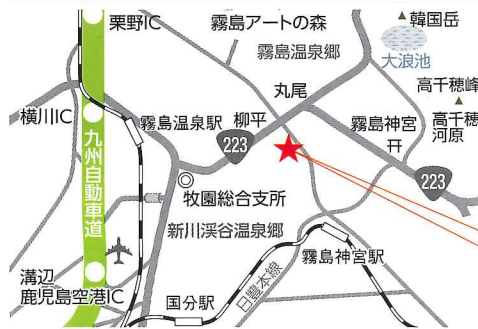 栗野IC
霧島アートの森
韓国岳
霧島温泉郷
大浪池
丸尾
高千穂峰
横川IC
霧島温泉駅
柳平
霧島神宮
高千穂
河原
223
223
九州自動車道
牧園総合支所
新川渓谷温泉郷
霧島神宮駅
溝辺
鹿児島空港IC
国分駅
日豊本線